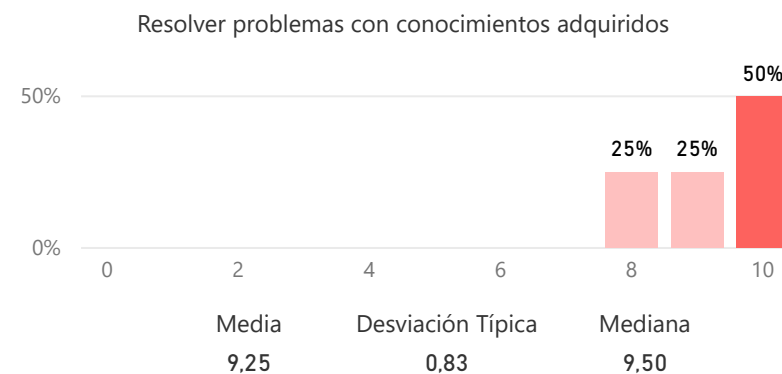 Resolver problemas con conocimientos adquiridos
50%
50%
25% 25%
0%
0 2 4 6 8 10
Media Desviación Típica Mediana
9,25 0,83 9,50